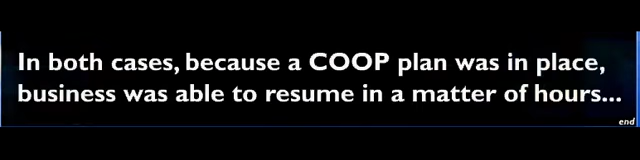 In both cases, because a COOP plan was in place,
business was able to resume in a matter of hours...
end